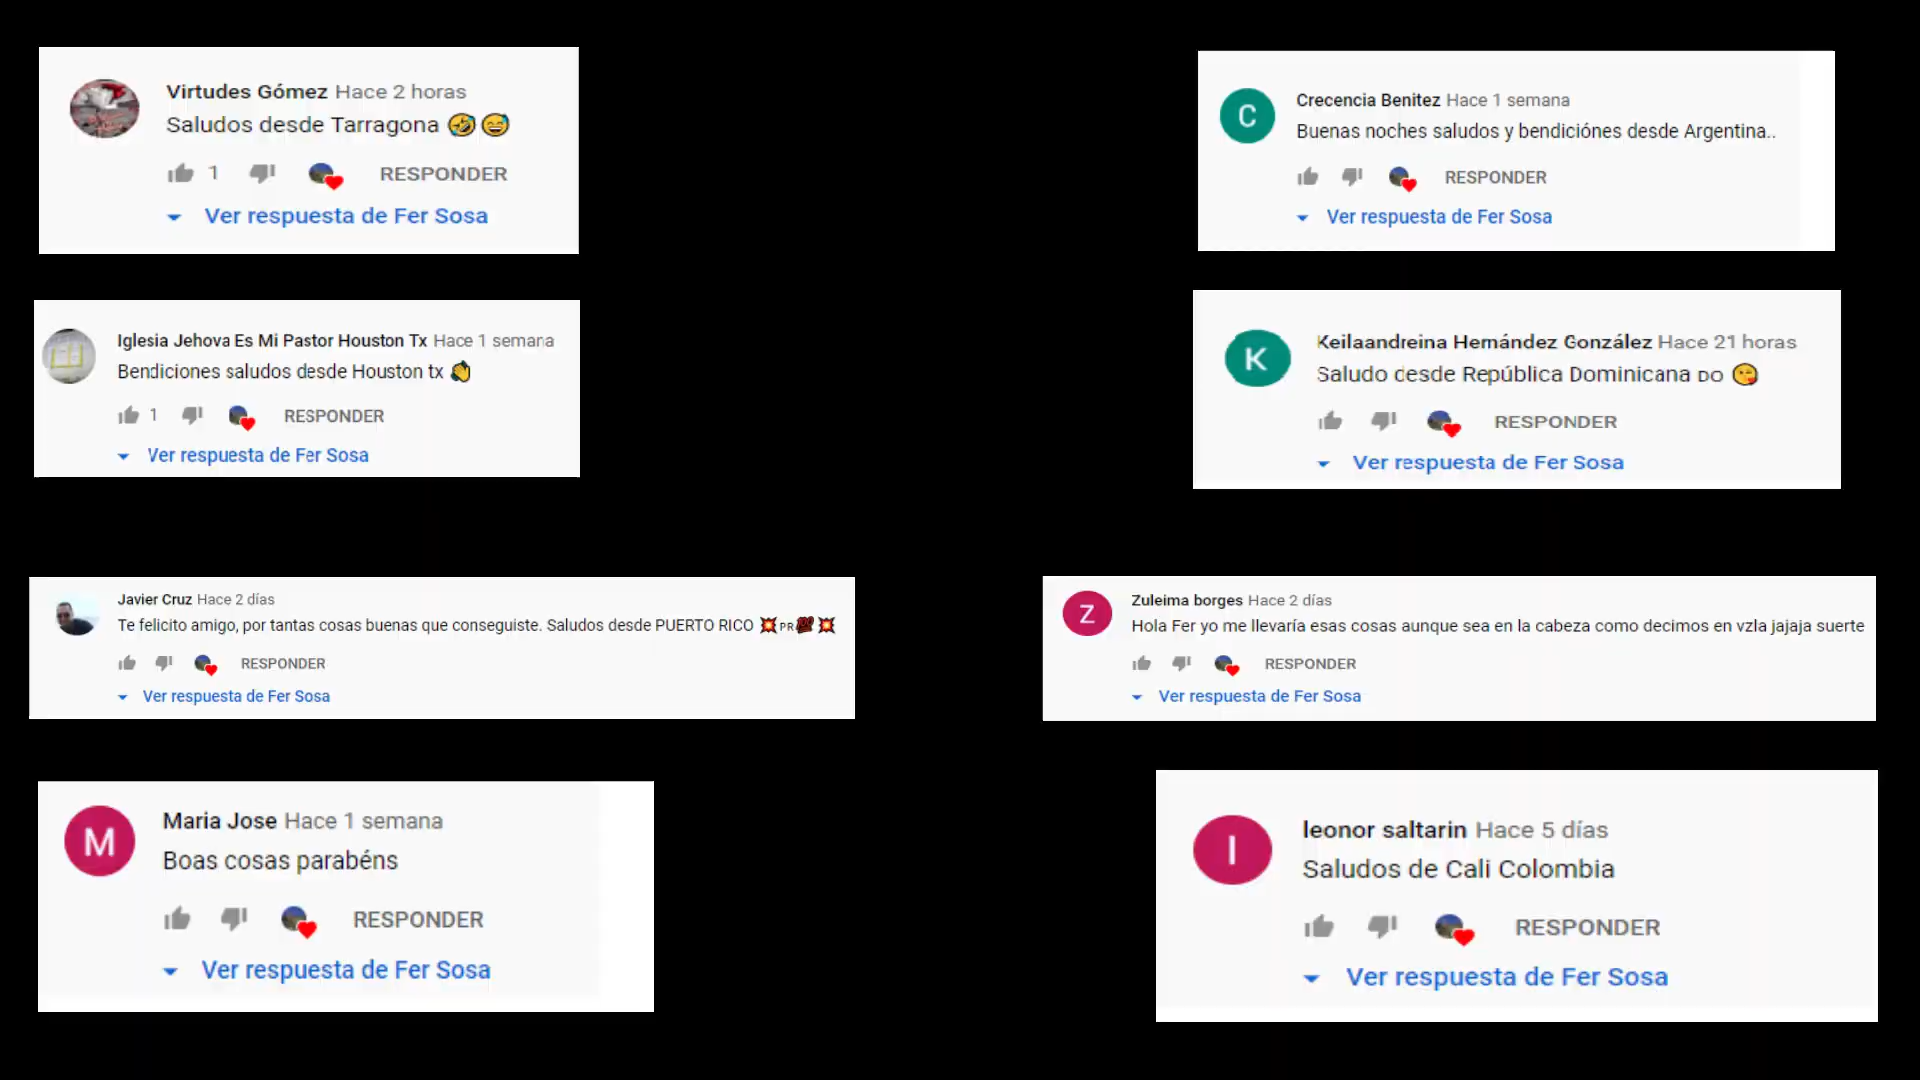 Virtudes Gómez Hace 2 horas
Saludos desde Tarragona 🤣😅
1 RESPONDER
Ver respuesta de Fer Sosa
C
Crecencia Benitez Hace 1 semana
Buenas noches saludos y bendiciónes desde Argentina..
RESPONDER
Ver respuesta de Fer Sosa
Iglesia Jehova Es Mi Pastor Houston Tx Hace 1 semana
Bendiciones saludos desde Houston tx 👏
1 RESPONDER
Ver respuesta de Fer Sosa
K
Keilaandreina Hernández González Hace 21 horas
Saludo desde República Dominicana DO 😘
RESPONDER
Ver respuesta de Fer Sosa
Javier Cruz Hace 2 días
Te felicito amigo, por tantas cosas buenas que conseguiste. Saludos desde PUERTO RICO 💥PR💯💥
RESPONDER
Ver respuesta de Fer Sosa
Z
Zuleima borges Hace 2 días
Hola Fer yo me llevaría esas cosas aunque sea en la cabeza como decimos en vzla jajaja suerte
RESPONDER
Ver respuesta de Fer Sosa
M
Maria Jose Hace 1 semana
Boas cosas parabéns
RESPONDER
Ver respuesta de Fer Sosa
l
leonor saltarin Hace 5 días
Saludos de Cali Colombia
RESPONDER
Ver respuesta de Fer Sosa